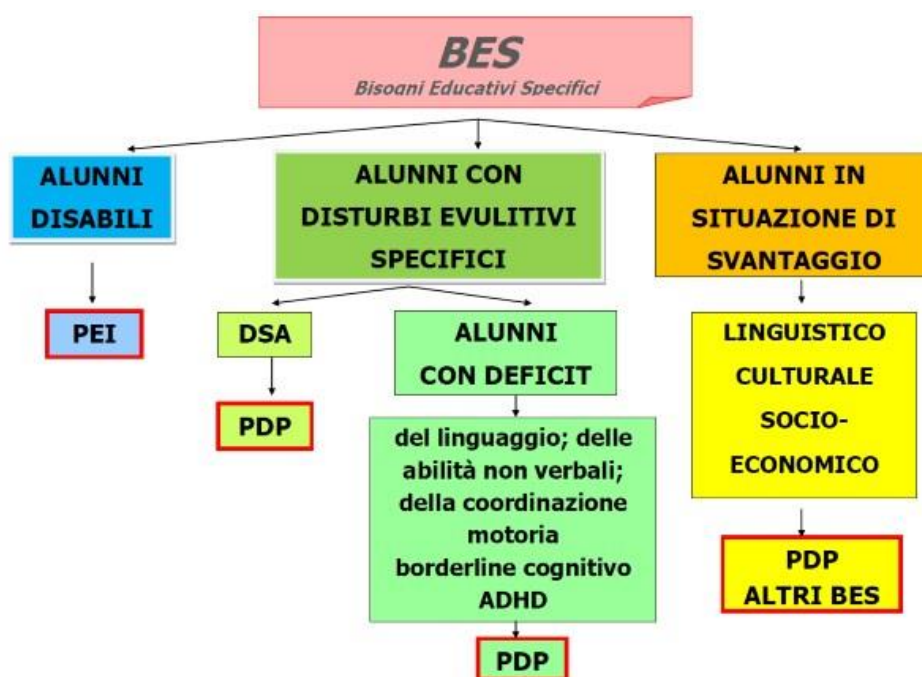 BES
Bisogni Educativi Specifici
ALUNNI
DISABILI
ALUNNI CON
DISTURBI EVULITIVI
SPECIFICI
ALUNNI IN
SITUAZIONE DI
SVANTAGGIO
PEI
DSA
ALUNNI
CON DEFICIT
LINGUISTICO
CULTURALE
SOCIO-
ECONOMICO
PDP
del linguaggio; delle
abilità non verbali;
della coordinazione
motoria
borderline cognitivo
ADHD
PDP
ALTRI BES
PDP